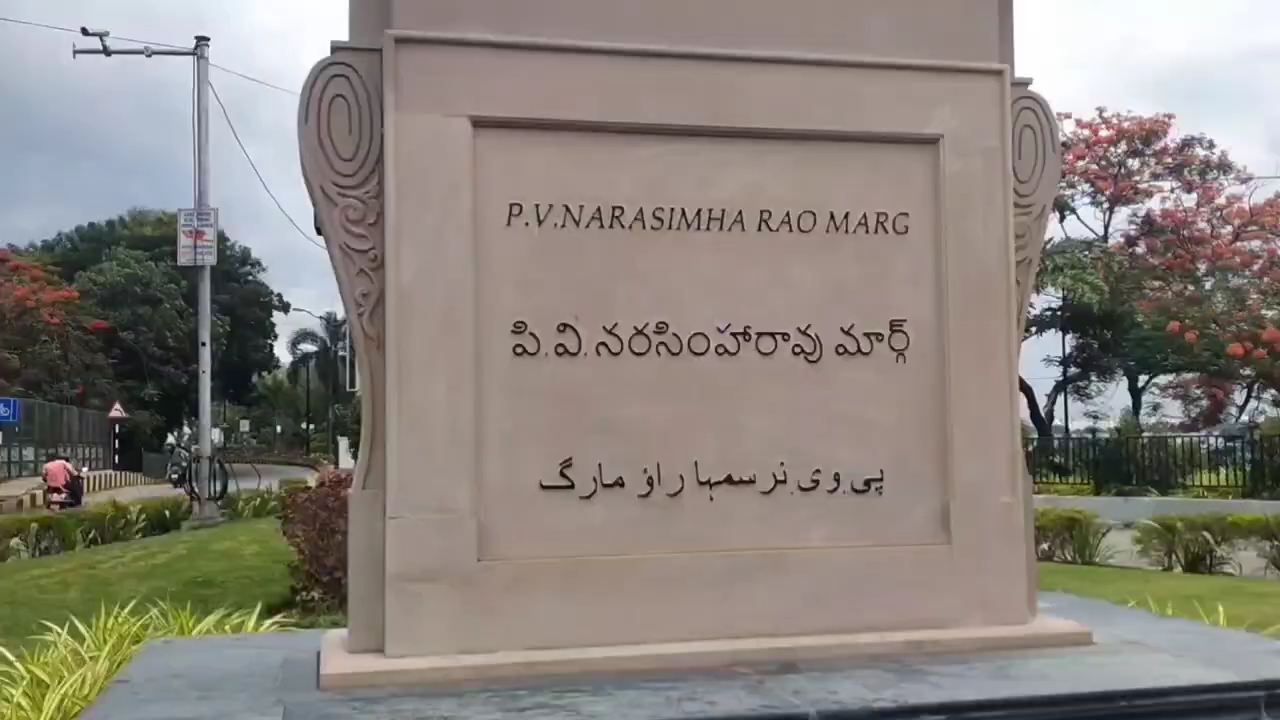 P.V.NARASIMHA RAO MARG
పి.వి.నరసింహారావు మార్గ్
پی.وی.نرسمہا راؤ مارگ